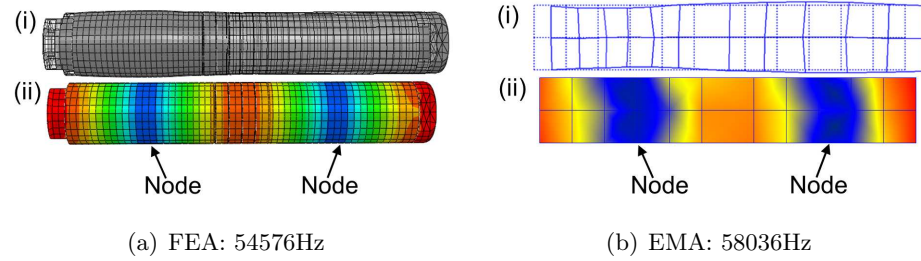 (i)
(ii)
Node Node
(a) FEA: 54576Hz
(i)
(ii)
Node Node
(b) EMA: 58036Hz